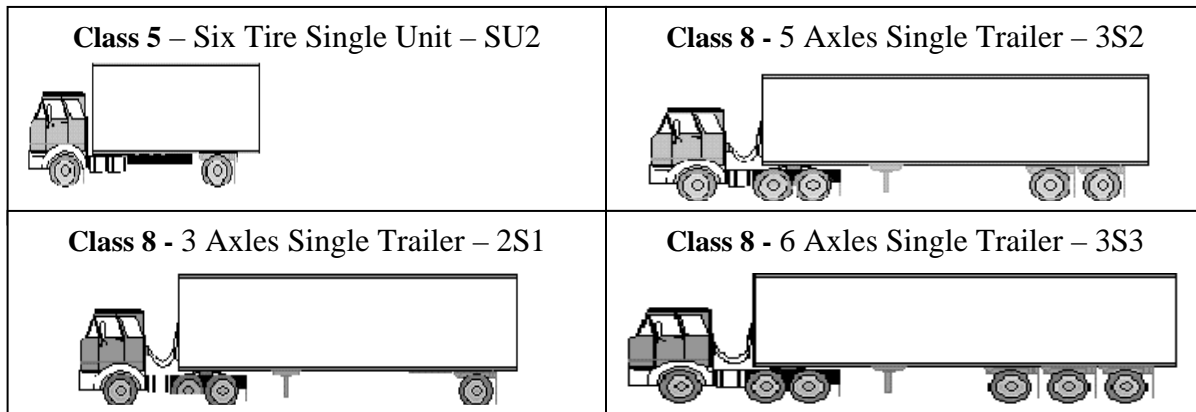 Class 5 – Six Tire Single Unit – SU2
Class 8 - 5 Axles Single Trailer – 3S2
Class 8 - 3 Axles Single Trailer – 2S1
Class 8 - 6 Axles Single Trailer – 3S3